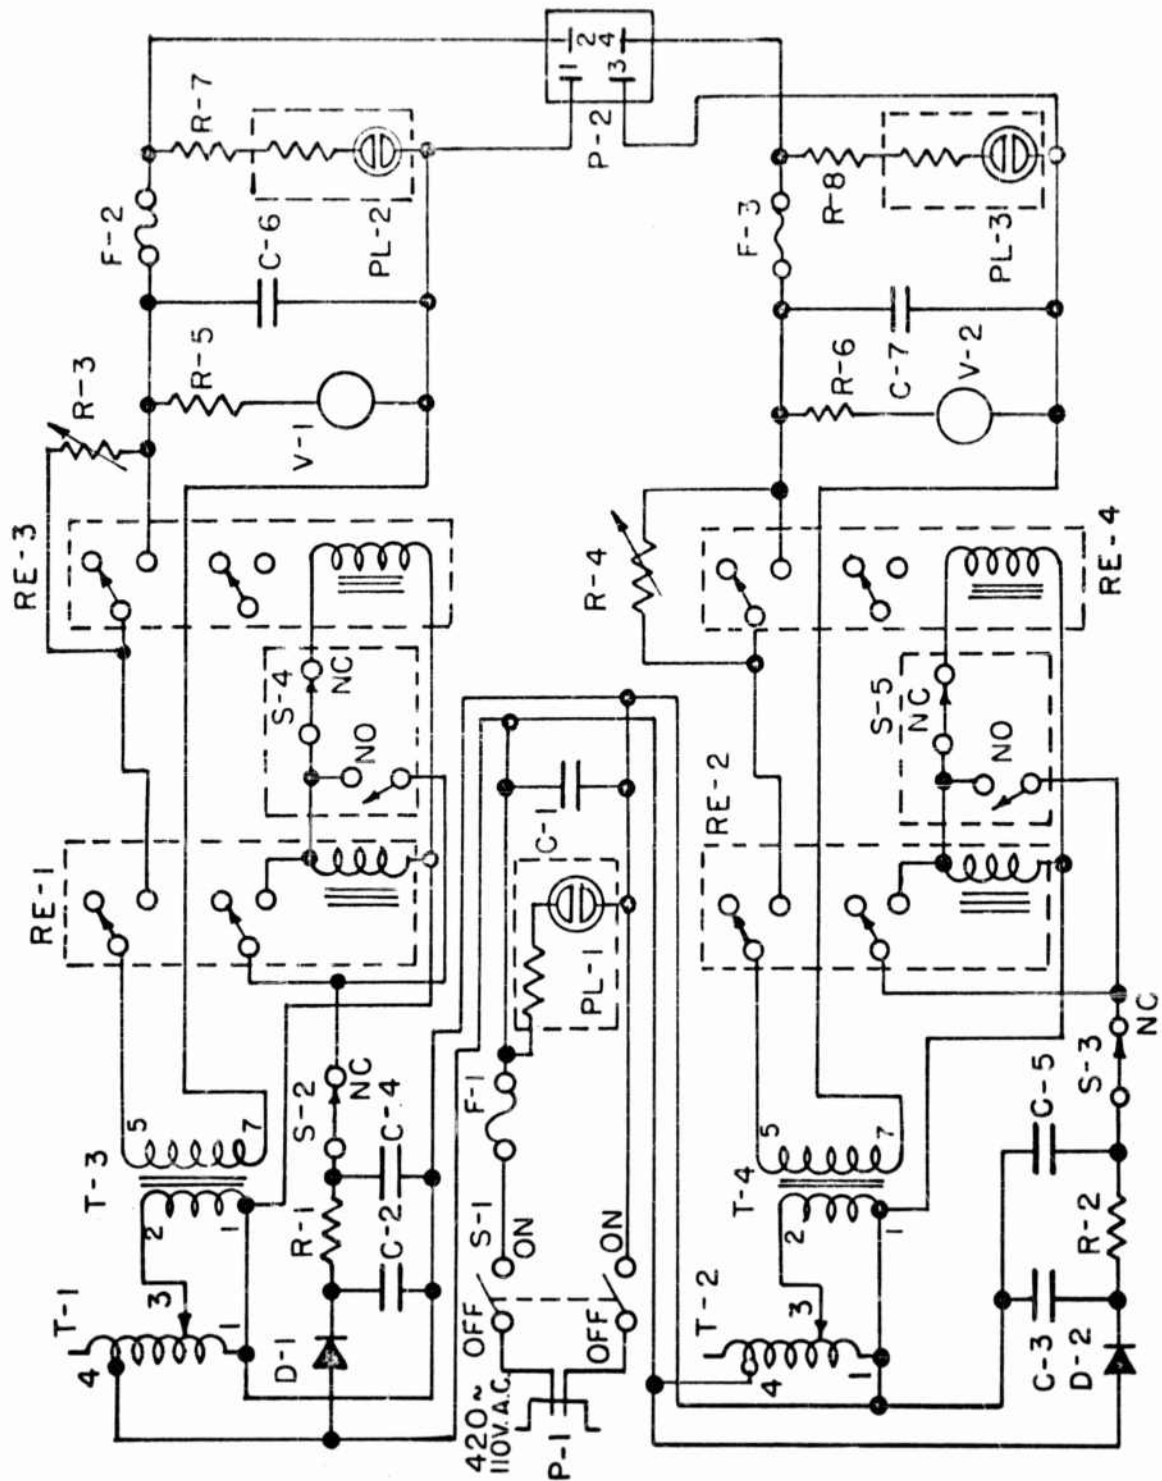 RE-1
RE-3
T-1
T-3
R-3
F-2
4
3
2
5
1
1
7
R-5
R-7
C-6
D-1
R-1
S-2
NC
C-2
C-4
S-4
NC
NO
V-1
PL-2
420~
110V. A.C.
P-1
OFF
OFF
S-1
ON
ON
F-1
PL-1
C-1
P-2
1
2
3
4
T-2
T-4
RE-2
R-4
F-3
4
3
2
5
1
1
7
R-6
R-8
C-7
S-5
NC
NO
V-2
PL-3
C-3
D-2
R-2
C-5
S-3
NC
RE-4